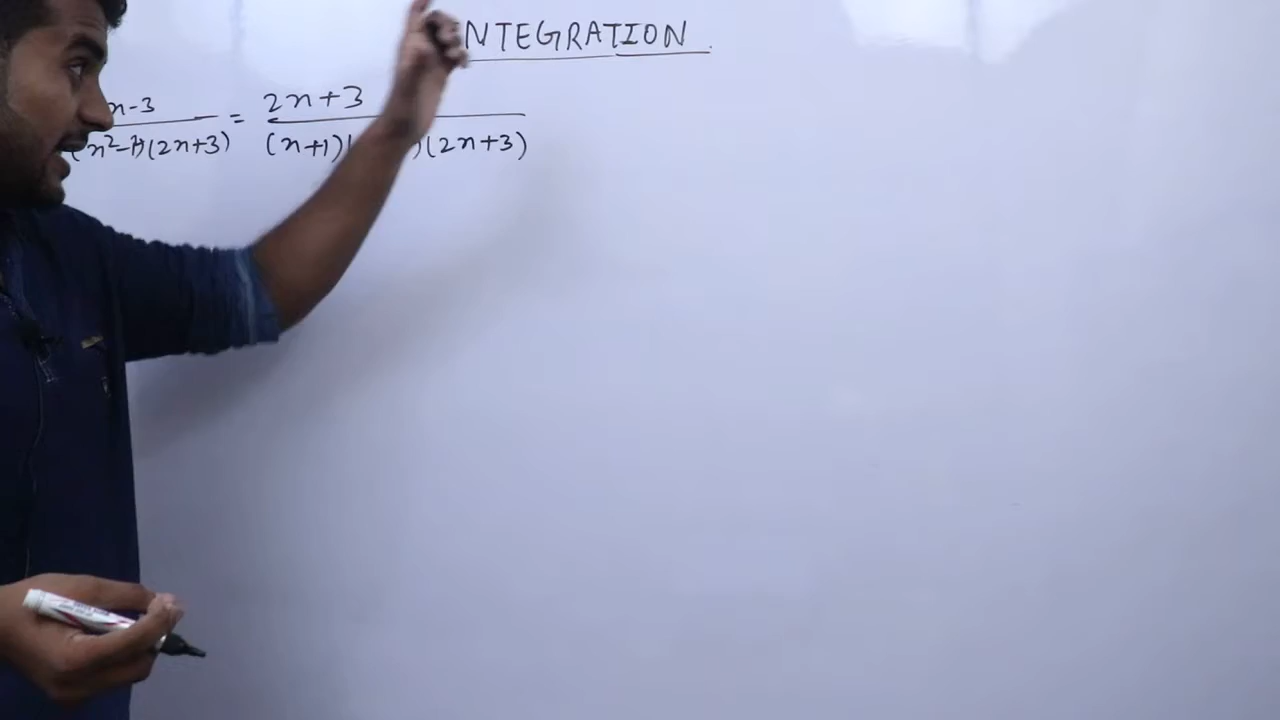 NTEGRATION
x-3 / (x²-1)(2x+3) = 2x+3 / (x+1)( )(2x+3)